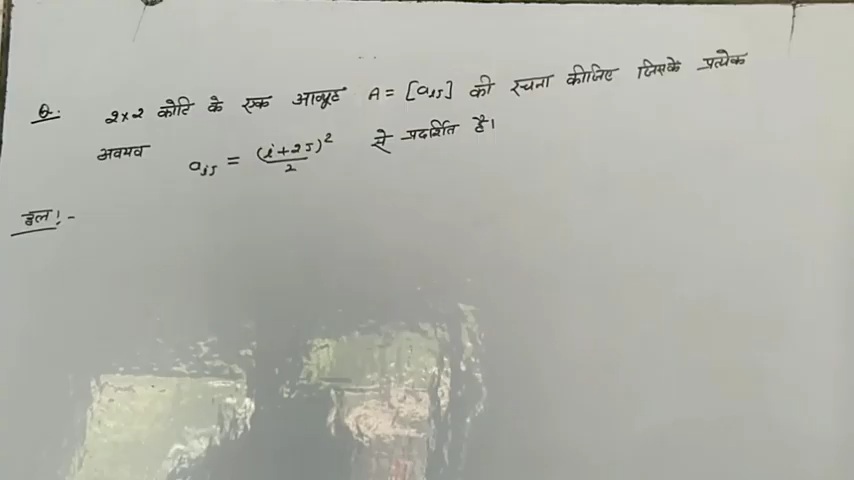 Q. 2×2 कोटि के एक आव्यूह A = [aij] की रचना कीजिए जिसके प्रत्येक
अवयव aij = (i+2j)²/2 से प्रदर्शित है।
हल:-